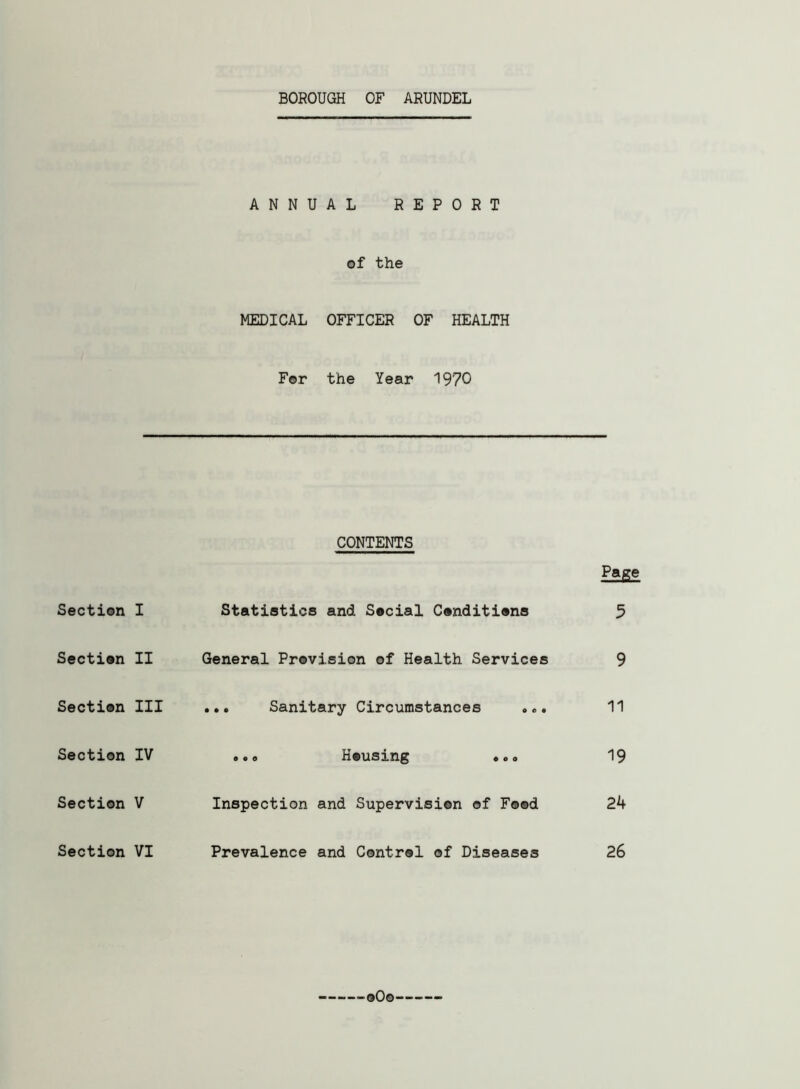 BOROUGH OF ARUNDEL
ANNUAL REPORT
of the
MEDICAL OFFICER OF HEALTH
For the Year 1970
CONTENTS
Page
Section I Statistics and Social Conditions 5
Section II General Provision of Health Services 9
Section III ... Sanitary Circumstances ... 11
Section IV ... Housing ... 19
Section V Inspection and Supervision of Food 24
Section VI Prevalence and Control of Diseases 26
-----oOo-----